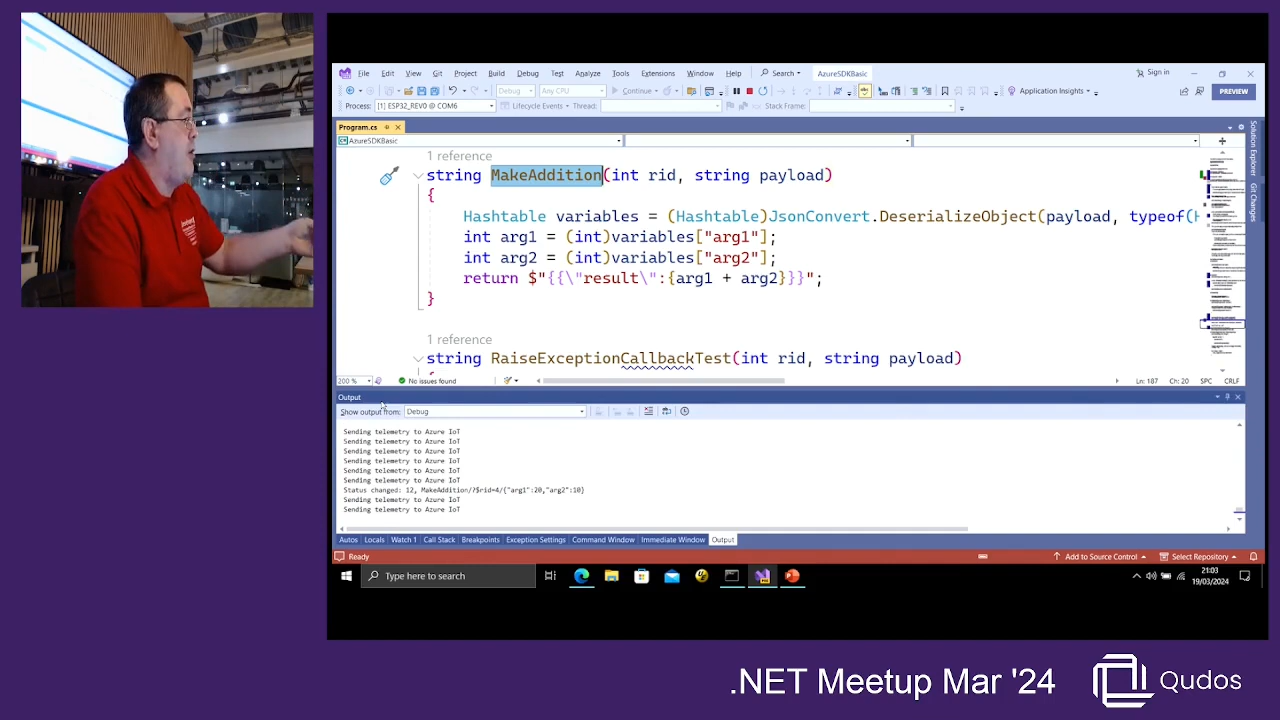 File Edit View Git Project Build Debug Test Analyze Tools Extensions Window Help Search AzureSDKBasic Sign in
Debug Any CPU Continue Application Insights PREVIEW
Process: [1] ESP32_REV0 @ COM6 Lifecycle Events Thread: Stack Frame:
Program.cs
AzureSDKBasic
Solution Explorer
Git Changes
1 reference
string MakeAddition(int rid, string payload)
{
Hashtable variables = (Hashtable)JsonConvert.DeserializeObject(payload, typeof(H
int arg1 = (int)variables["arg1"];
int arg2 = (int)variables["arg2"];
return $"{{\"result\":{arg1 + arg2}}}";
}
1 reference
string RaiseExceptionCallbackTest(int rid, string payload)
{
200 % No issues found Ln: 187 Ch: 20 SPC CRLF
Output
Show output from: Debug
Sending telemetry to Azure IoT
Sending telemetry to Azure IoT
Sending telemetry to Azure IoT
Sending telemetry to Azure IoT
Sending telemetry to Azure IoT
Sending telemetry to Azure IoT
Status changed: 12, MakeAddition/?$rid=4/{"arg1":20,"arg2":10}
Sending telemetry to Azure IoT
Sending telemetry to Azure IoT
Autos Locals Watch 1 Call Stack Breakpoints Exception Settings Command Window Immediate Window Output
Ready Add to Source Control Select Repository
Type here to search
21:03
19/03/2024
.NET Meetup Mar '24
Qudos